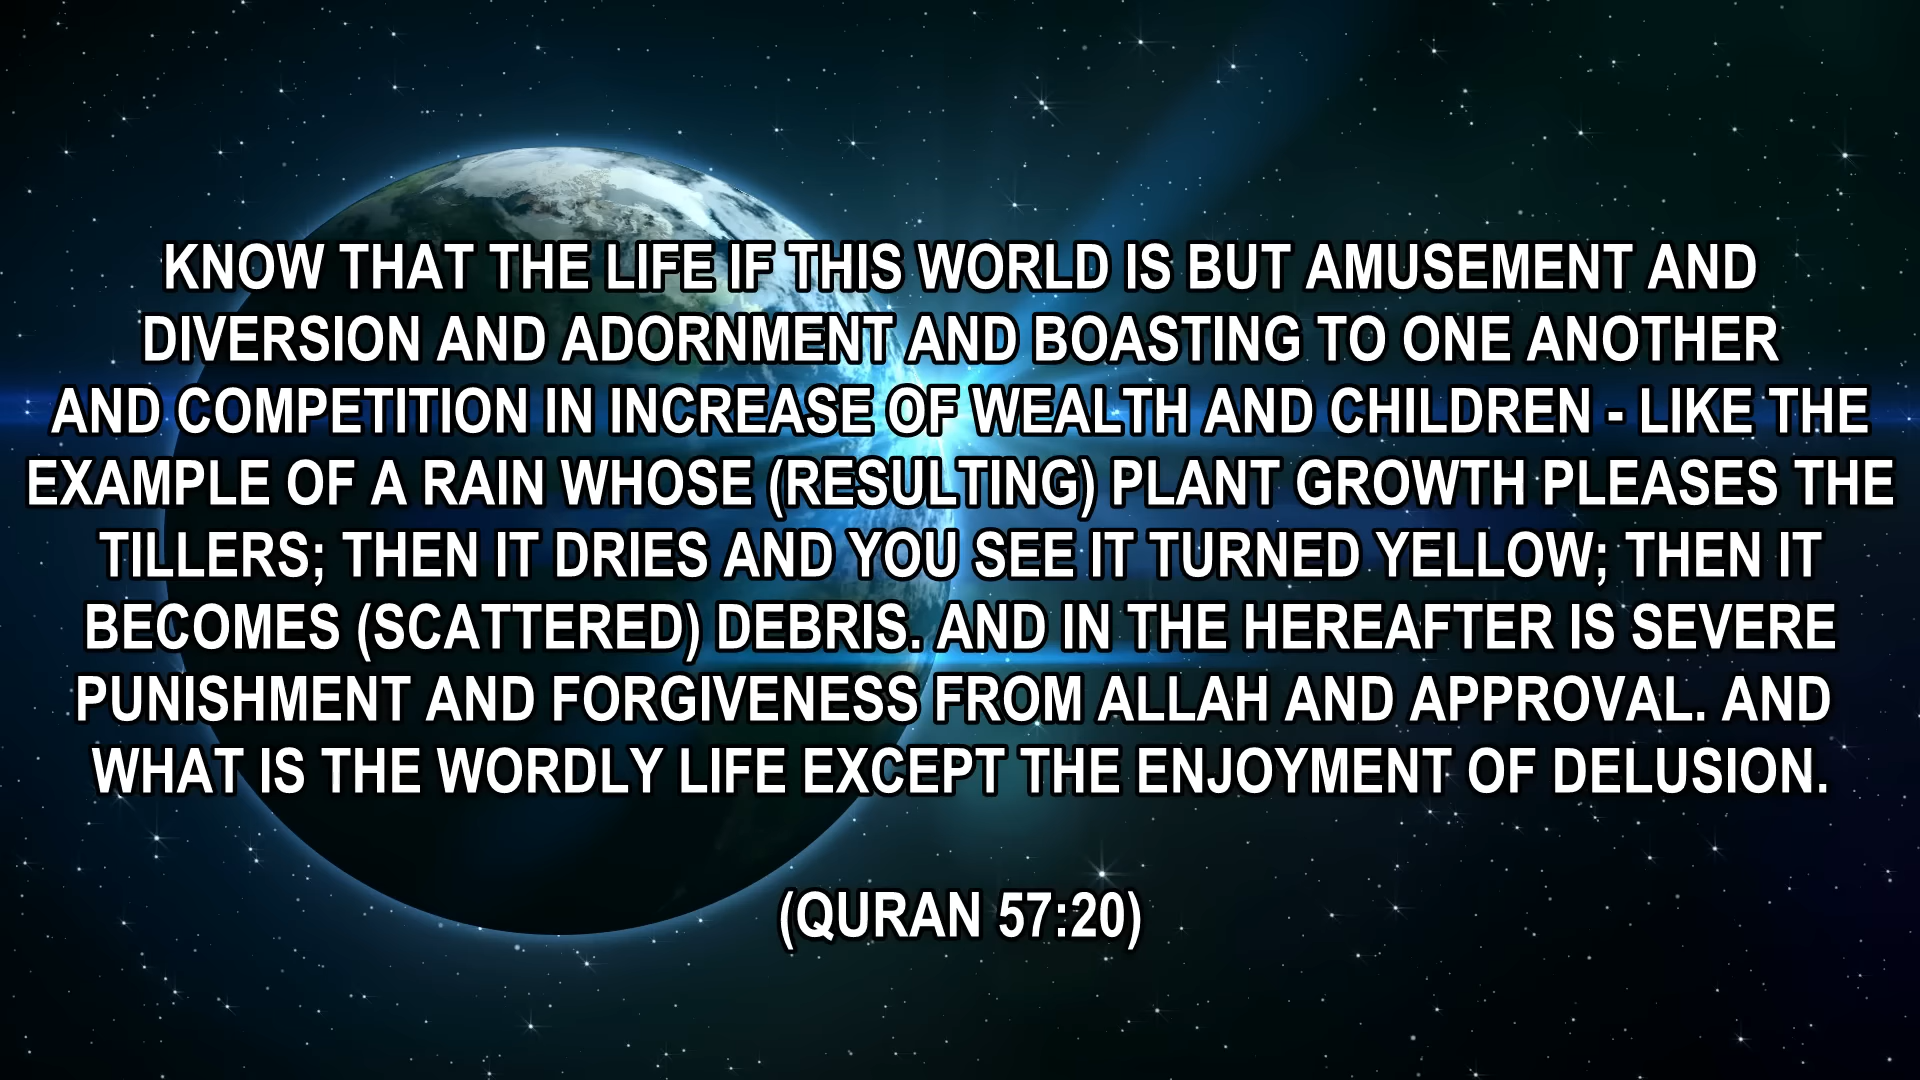 KNOW THAT THE LIFE IF THIS WORLD IS BUT AMUSEMENT AND
DIVERSION AND ADORNMENT AND BOASTING TO ONE ANOTHER
AND COMPETITION IN INCREASE OF WEALTH AND CHILDREN - LIKE THE
EXAMPLE OF A RAIN WHOSE (RESULTING) PLANT GROWTH PLEASES THE
TILLERS; THEN IT DRIES AND YOU SEE IT TURNED YELLOW; THEN IT
BECOMES (SCATTERED) DEBRIS. AND IN THE HEREAFTER IS SEVERE
PUNISHMENT AND FORGIVENESS FROM ALLAH AND APPROVAL. AND
WHAT IS THE WORDLY LIFE EXCEPT THE ENJOYMENT OF DELUSION.
(QURAN 57:20)